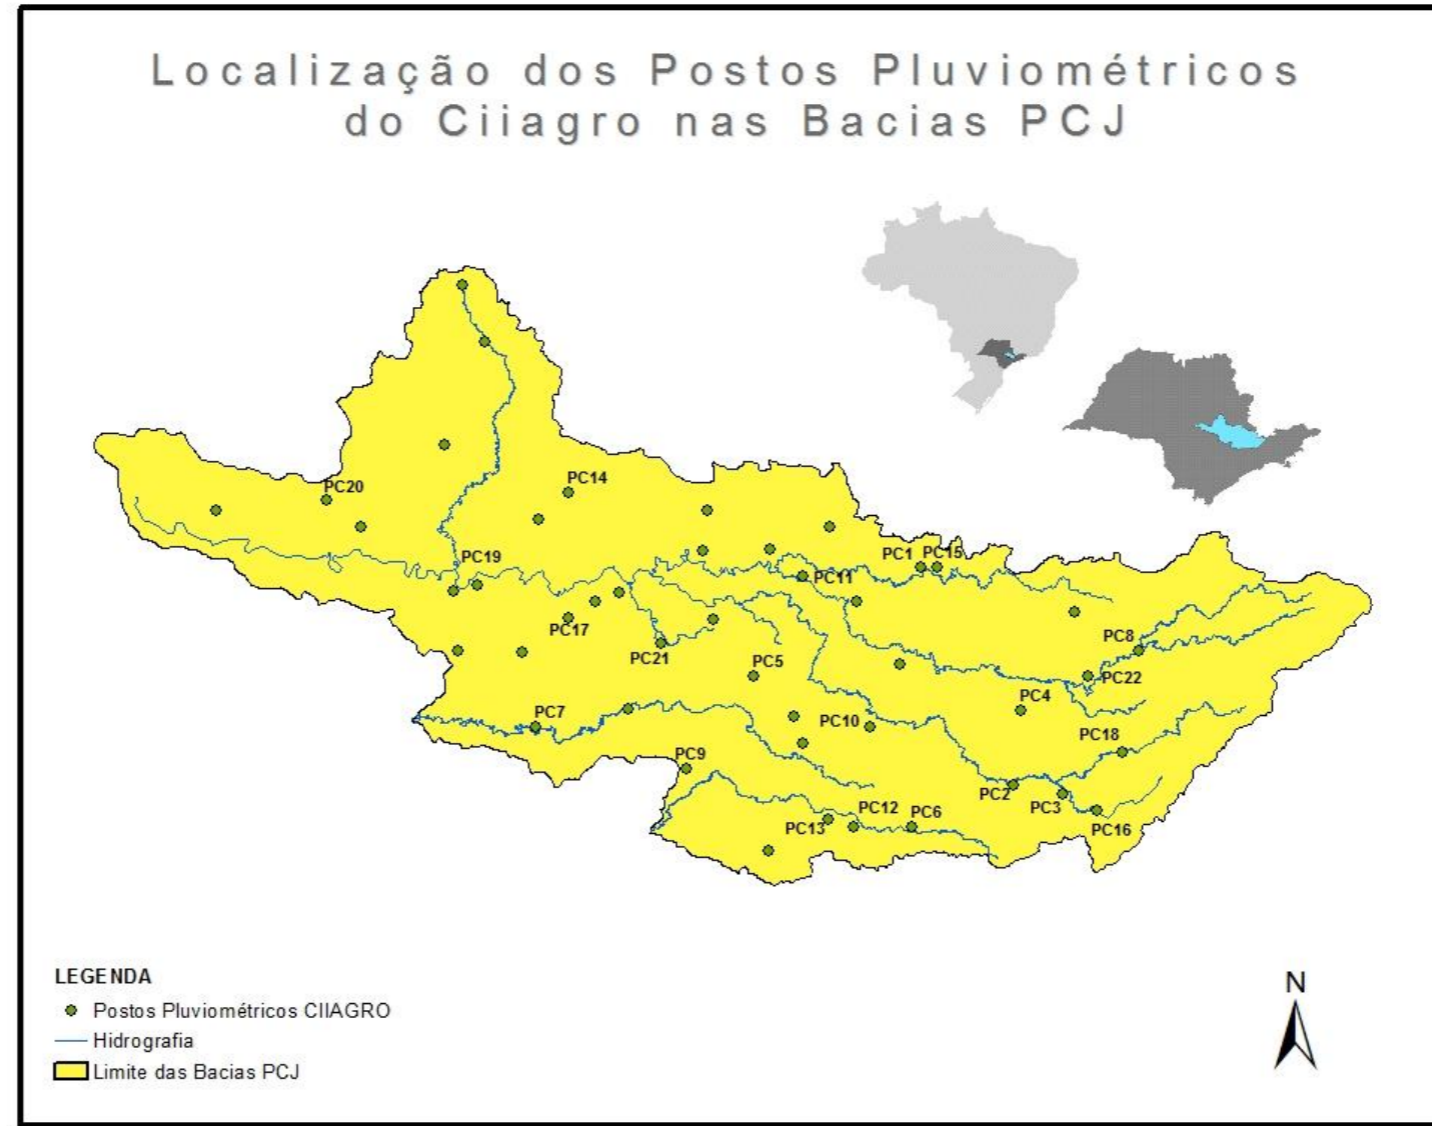 Localização dos Postos Pluviométricos
do Ciiagro nas Bacias PCJ
PC14
PC20
PC19
PC1 PC15
PC11
PC17
PC21
PC8
PC5
PC22
PC4
PC7
PC10
PC18
PC9
PC2
PC3
PC12
PC6
PC13
PC16
LEGENDA
Postos Pluviométricos CIIAGRO
Hidrografia
Limite das Bacias PCJ
N